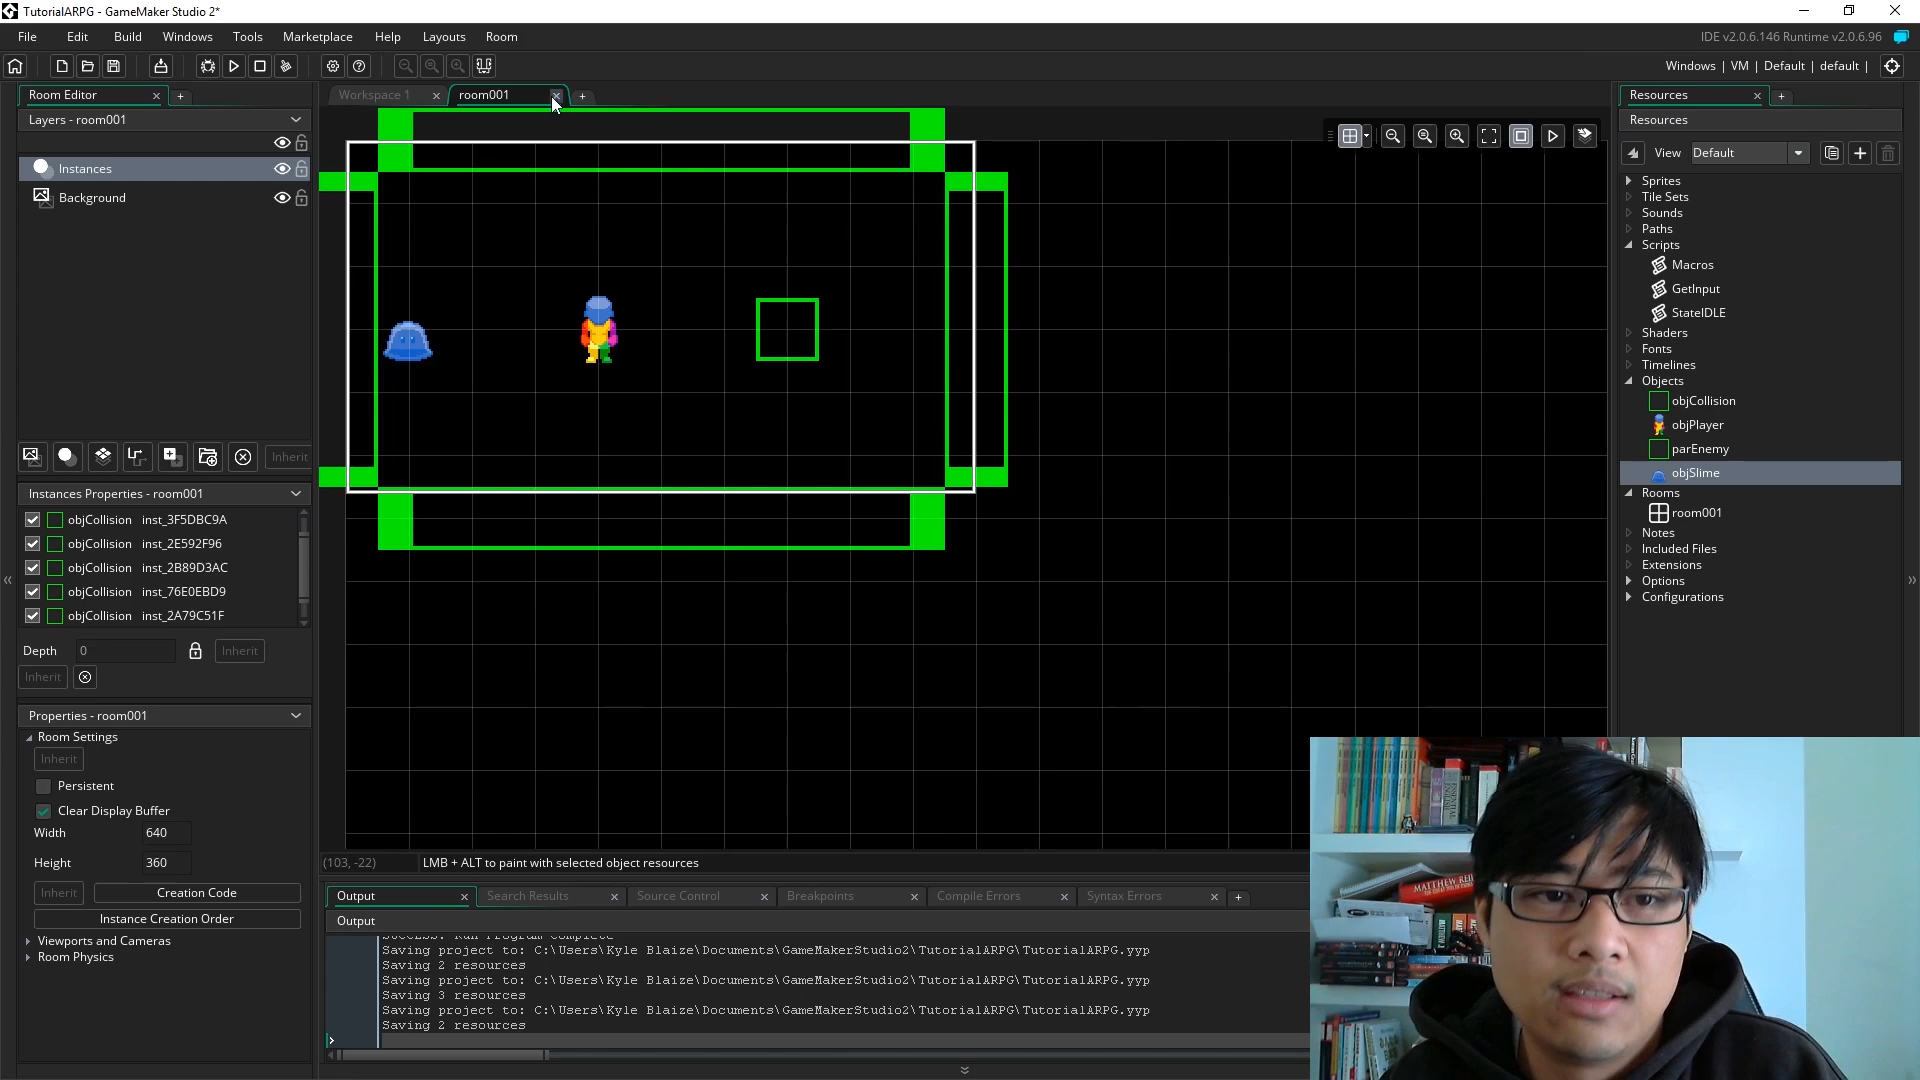 TutorialARPG - GameMaker Studio 2*
File Edit Build Windows Tools Marketplace Help Layouts Room
IDE v2.0.6.146 Runtime v2.0.6.96
Windows | VM | Default | default |
Room Editor
Layers - room001
Instances
Background
Inherit
Instances Properties - room001
objCollision inst_3F5DBC9A
objCollision inst_2E592F96
objCollision inst_2B89D3AC
objCollision inst_76E0EBD9
objCollision inst_2A79C51F
Depth 0 Inherit
Inherit
Properties - room001
Room Settings
Inherit
Persistent
Clear Display Buffer
Width 640
Height 360
Inherit Creation Code
Instance Creation Order
Viewports and Cameras
Room Physics
Workspace 1 room001
(103, -22) LMB + ALT to paint with selected object resources
Output Search Results Source Control Breakpoints Compile Errors Syntax Errors
Output
SUCCESS: Run Program Complete
Saving project to: C:\Users\Kyle Blaize\Documents\GameMakerStudio2\TutorialARPG\TutorialARPG.yyp
Saving 2 resources
Saving project to: C:\Users\Kyle Blaize\Documents\GameMakerStudio2\TutorialARPG\TutorialARPG.yyp
Saving 3 resources
Saving project to: C:\Users\Kyle Blaize\Documents\GameMakerStudio2\TutorialARPG\TutorialARPG.yyp
Saving 2 resources
Resources
Resources
View Default
Sprites
Tile Sets
Sounds
Paths
Scripts
Macros
GetInput
StateIDLE
Shaders
Fonts
Timelines
Objects
objCollision
objPlayer
parEnemy
objSlime
Rooms
room001
Notes
Included Files
Extensions
Options
Configurations
MATTHEW REIL